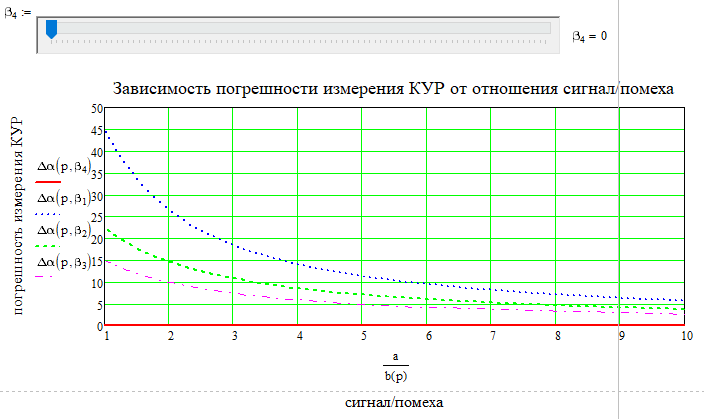 β4 :=
β4 = 0
Зависимость погрешности измерения КУР от отношения сигнал/помеха
погрешность измерения КУР
Δα(p, β4)
Δα(p, β1)
Δα(p, β2)
Δα(p, β3)
50
45
40
35
30
25
20
15
10
5
0
1 2 3 4 5 6 7 8 9 10
a
b(p)
сигнал/помеха